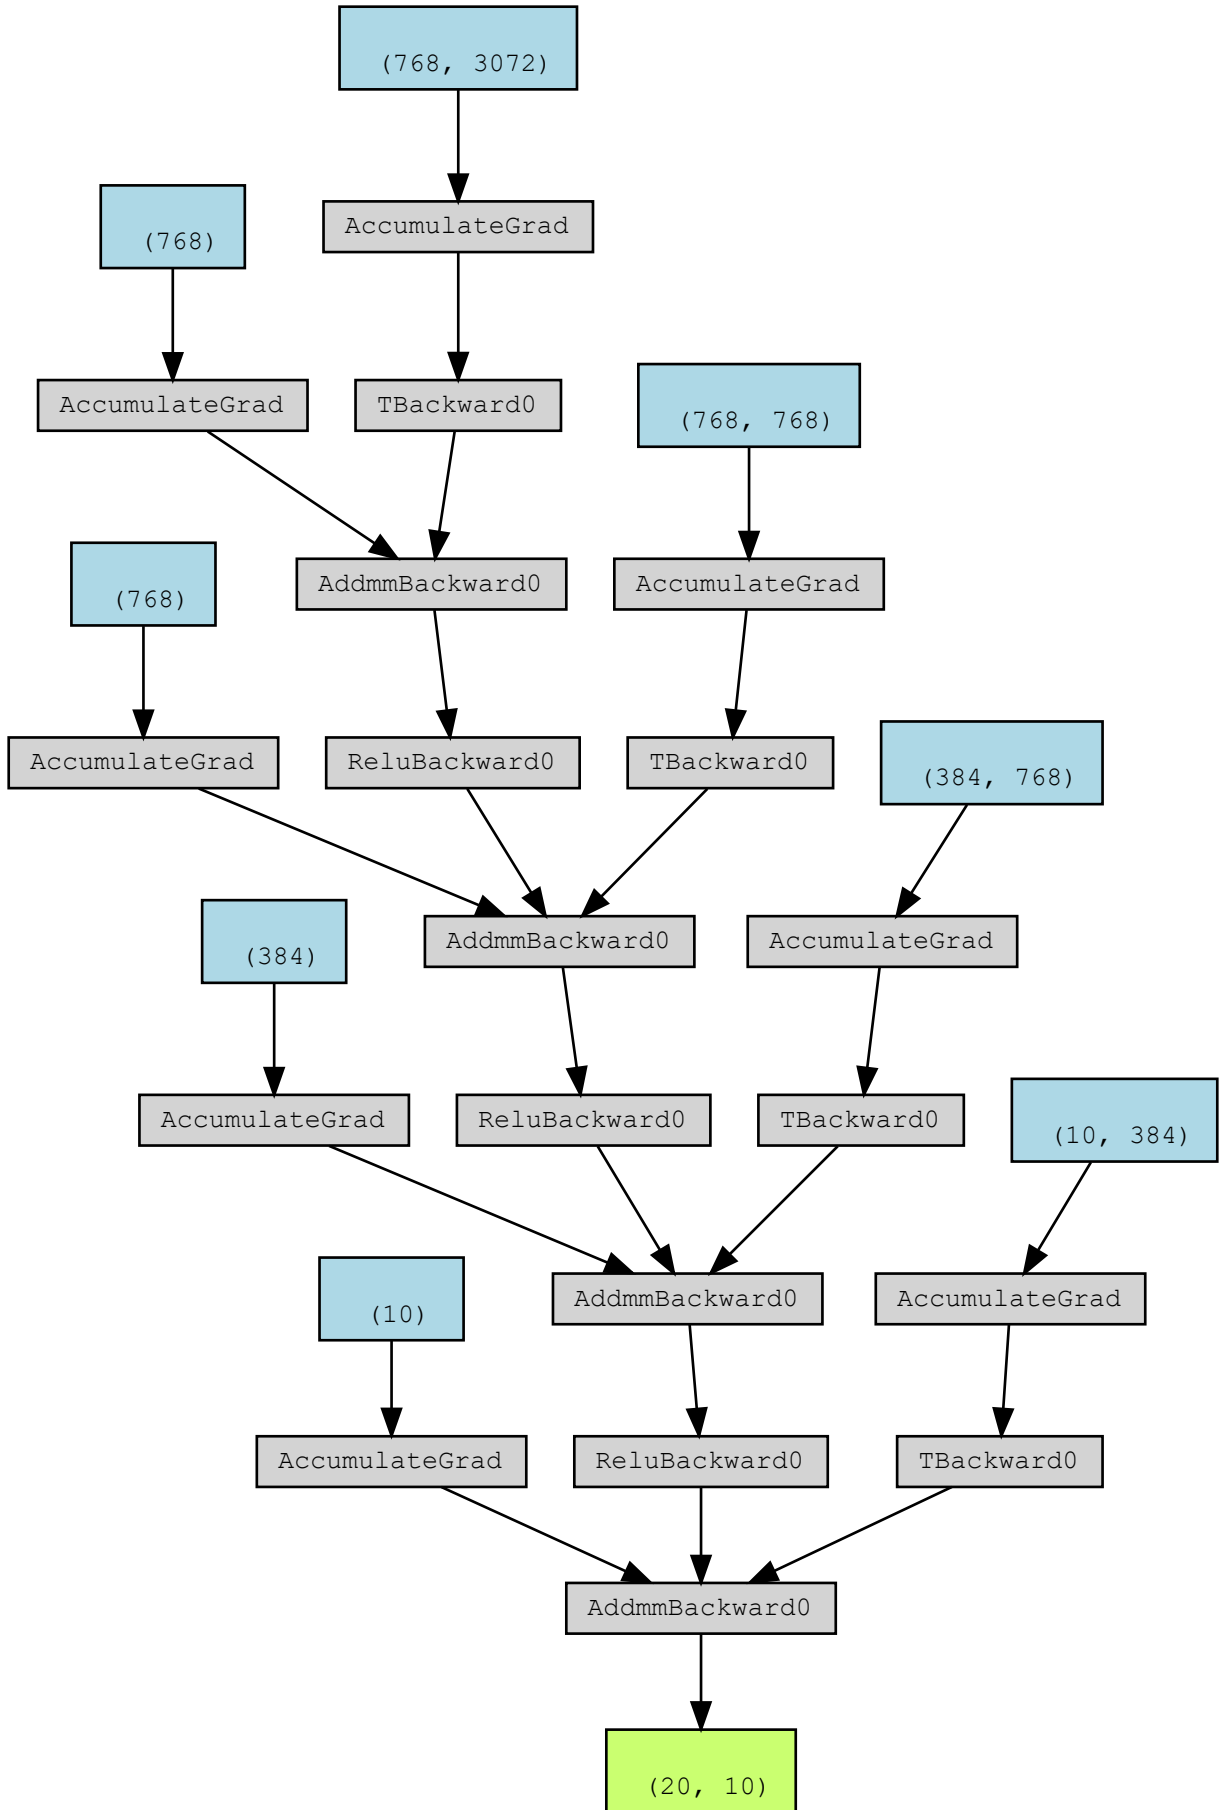 (768, 3072)
(768)
AccumulateGrad
AccumulateGrad
TBackward0
(768, 768)
(768)
AddmmBackward0
AccumulateGrad
AccumulateGrad
ReluBackward0
TBackward0
(384, 768)
(384)
AddmmBackward0
AccumulateGrad
AccumulateGrad
ReluBackward0
TBackward0
(10, 384)
(10)
AddmmBackward0
AccumulateGrad
AccumulateGrad
ReluBackward0
TBackward0
AddmmBackward0
(20, 10)